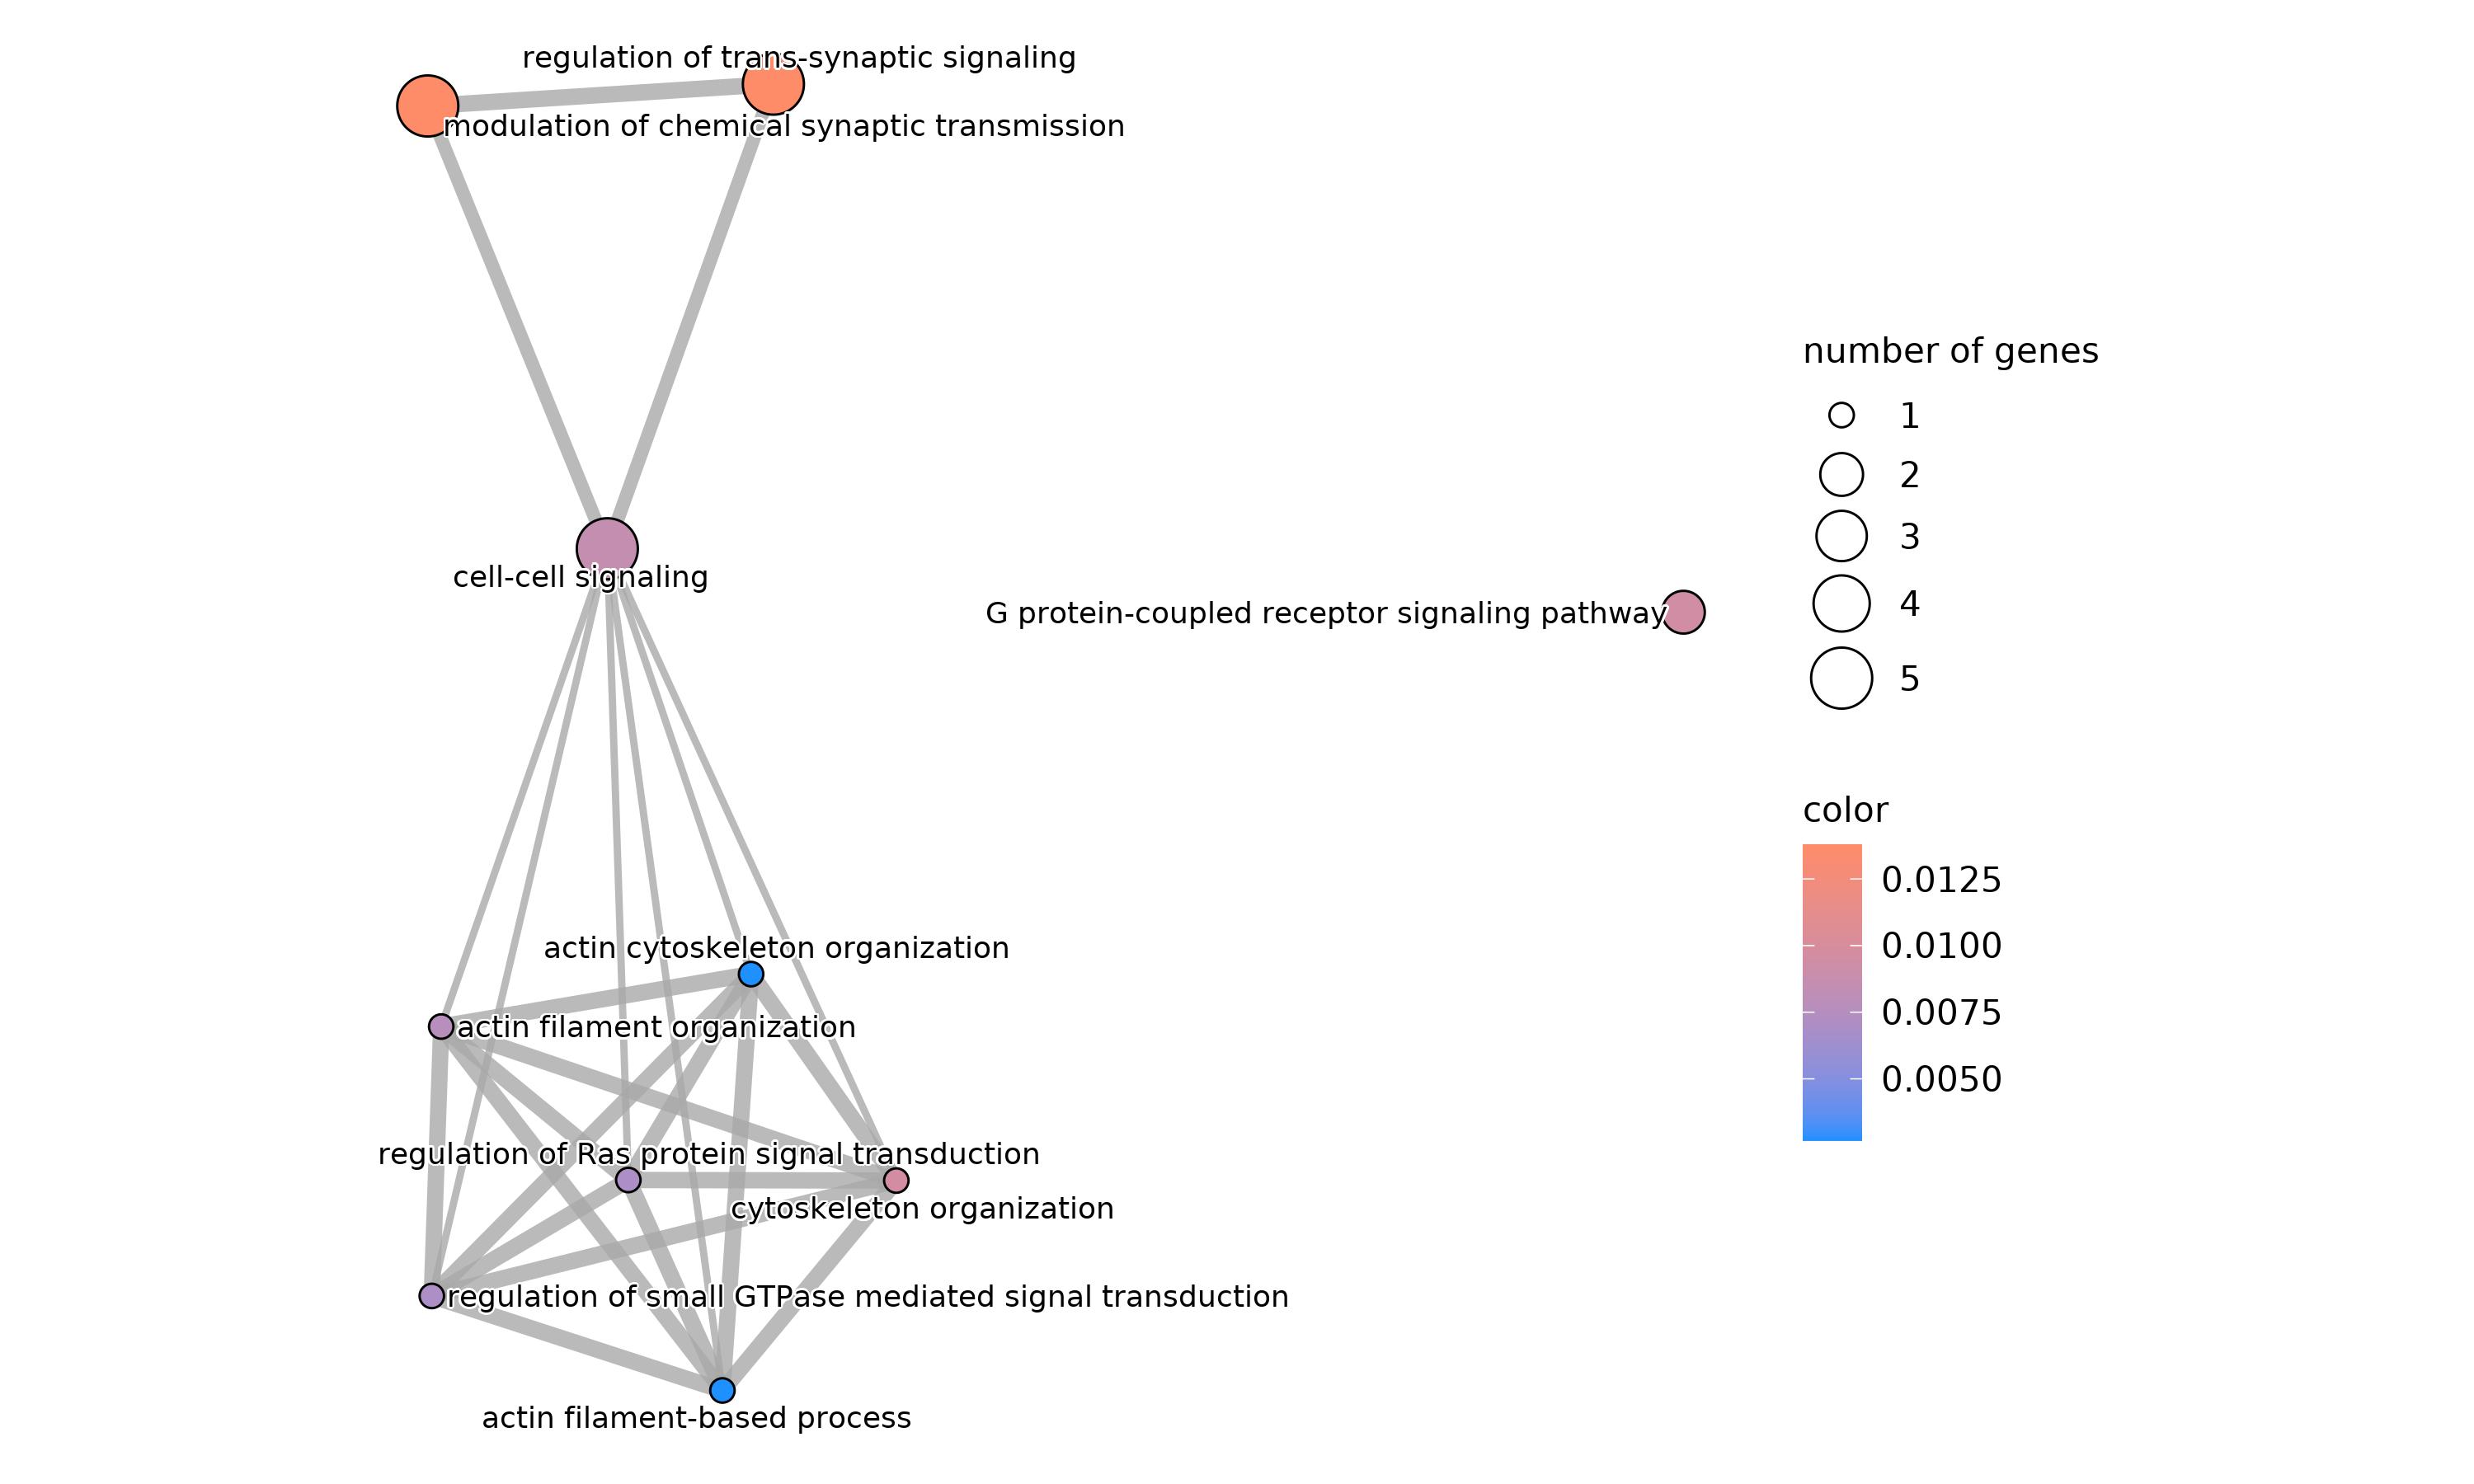 regulation of trans-synaptic signaling
modulation of chemical synaptic transmission
cell-cell signaling
G protein-coupled receptor signaling pathway
actin cytoskeleton organization
actin filament organization
regulation of Ras protein signal transduction
cytoskeleton organization
regulation of small GTPase mediated signal transduction
actin filament-based process
number of genes
1
2
3
4
5
color
0.0125
0.0100
0.0075
0.0050